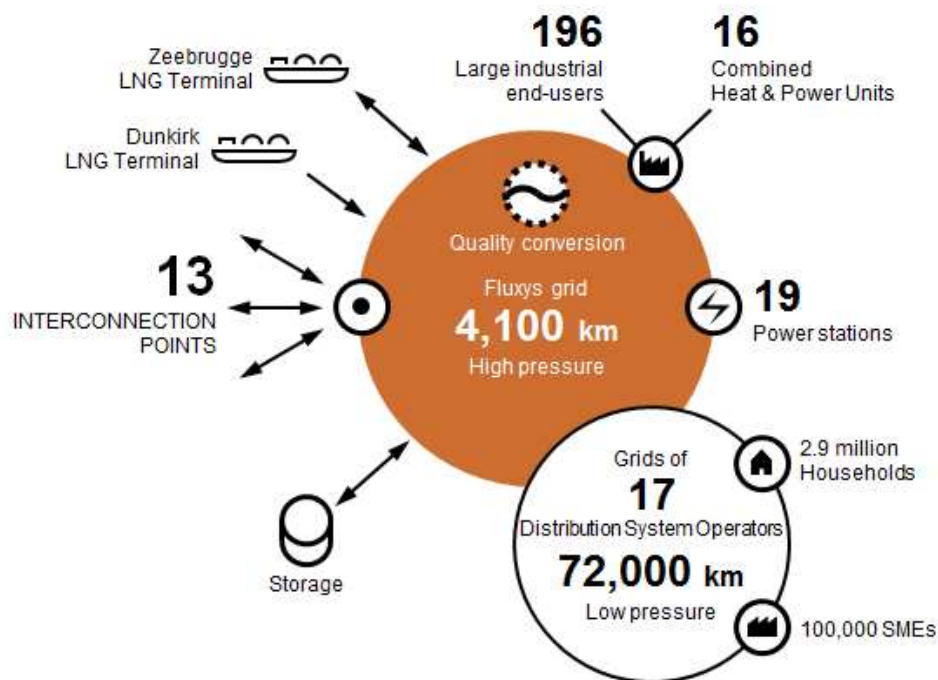 Zeebrugge
LNG Terminal
Dunkirk
LNG Terminal
13
INTERCONNECTION
POINTS
Storage
196
Large industrial
end-users
16
Combined
Heat & Power Units
Quality conversion
Fluxys grid
4,100 km
High pressure
19
Power stations
Grids of
17
Distribution System Operators
72,000 km
Low pressure
2.9 million
Households
100,000 SMEs